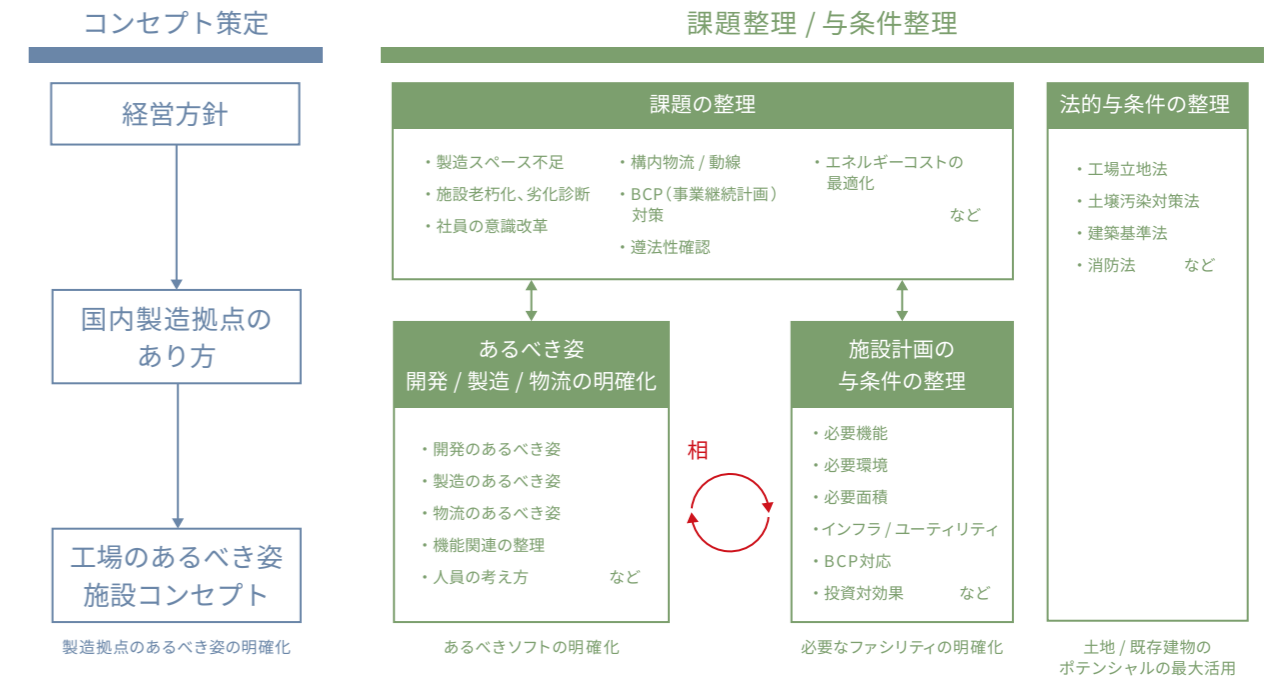 コンセプト策定
経営方針
国内製造拠点の
あり方
工場のあるべき姿
施設コンセプト
製造拠点のあるべき姿の明確化
課題整理 / 与条件整理
課題の整理
・製造スペース不足
・施設老朽化、劣化診断
・社員の意識改革
・構内物流 / 動線
・BCP（事業継続計画）
対策
・遵法性確認
・エネルギーコストの
最適化
など
あるべき姿
開発 / 製造 / 物流の明確化
・開発のあるべき姿
・製造のあるべき姿
・物流のあるべき姿
・機能関連の整理
・人員の考え方 など
あるべきソフトの明確化
相
施設計画の
与条件の整理
・必要機能
・必要環境
・必要面積
・インフラ / ユーティリティ
・BCP対応
・投資対効果 など
必要なファシリティの明確化
法的与条件の整理
・工場立地法
・土壌汚染対策法
・建築基準法
・消防法 など
土地 / 既存建物の
ポテンシャルの最大活用